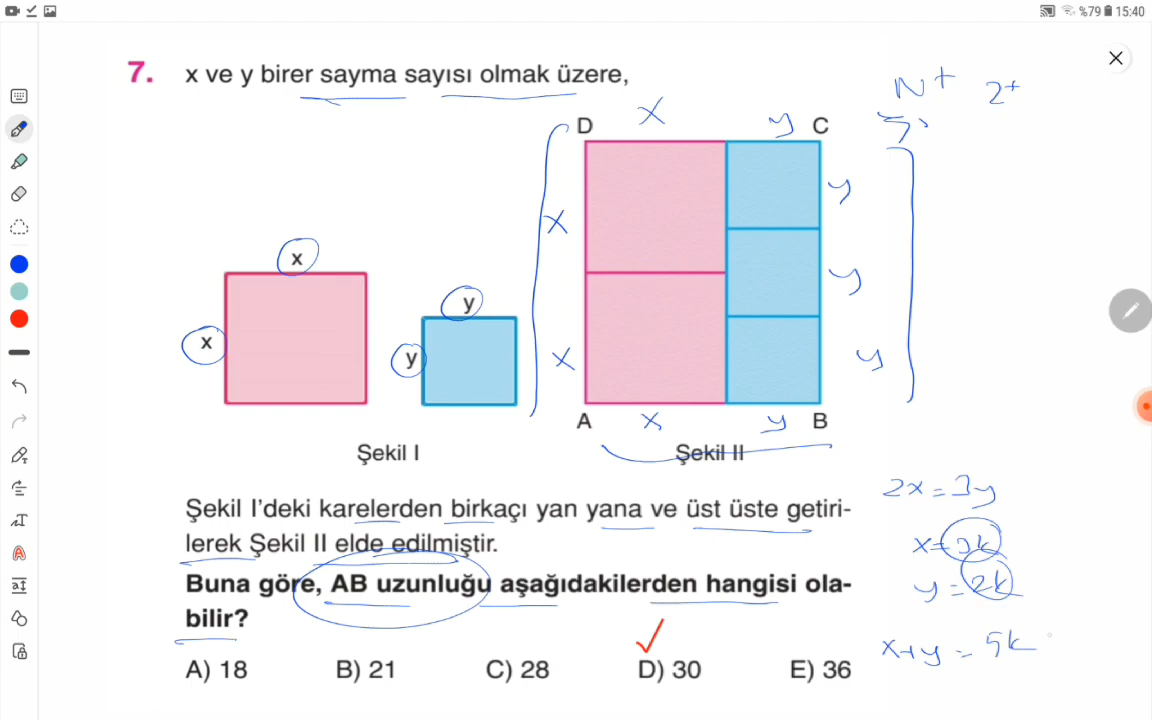 %79 15:40
7. x ve y birer sayma sayısı olmak üzere,
N+ 2+
D x y C
x y
x y
x y
x y
x y
A x y B
Şekil I Şekil II
2x = 3y
x = 3k
y = 2k
x+y = 5k
Şekil I'deki karelerden birkaçı yan yana ve üst üste getiri-
lerek Şekil II elde edilmiştir.
Buna göre, AB uzunluğu aşağıdakilerden hangisi ola-
bilir?
A) 18 B) 21 C) 28 D) 30 E) 36